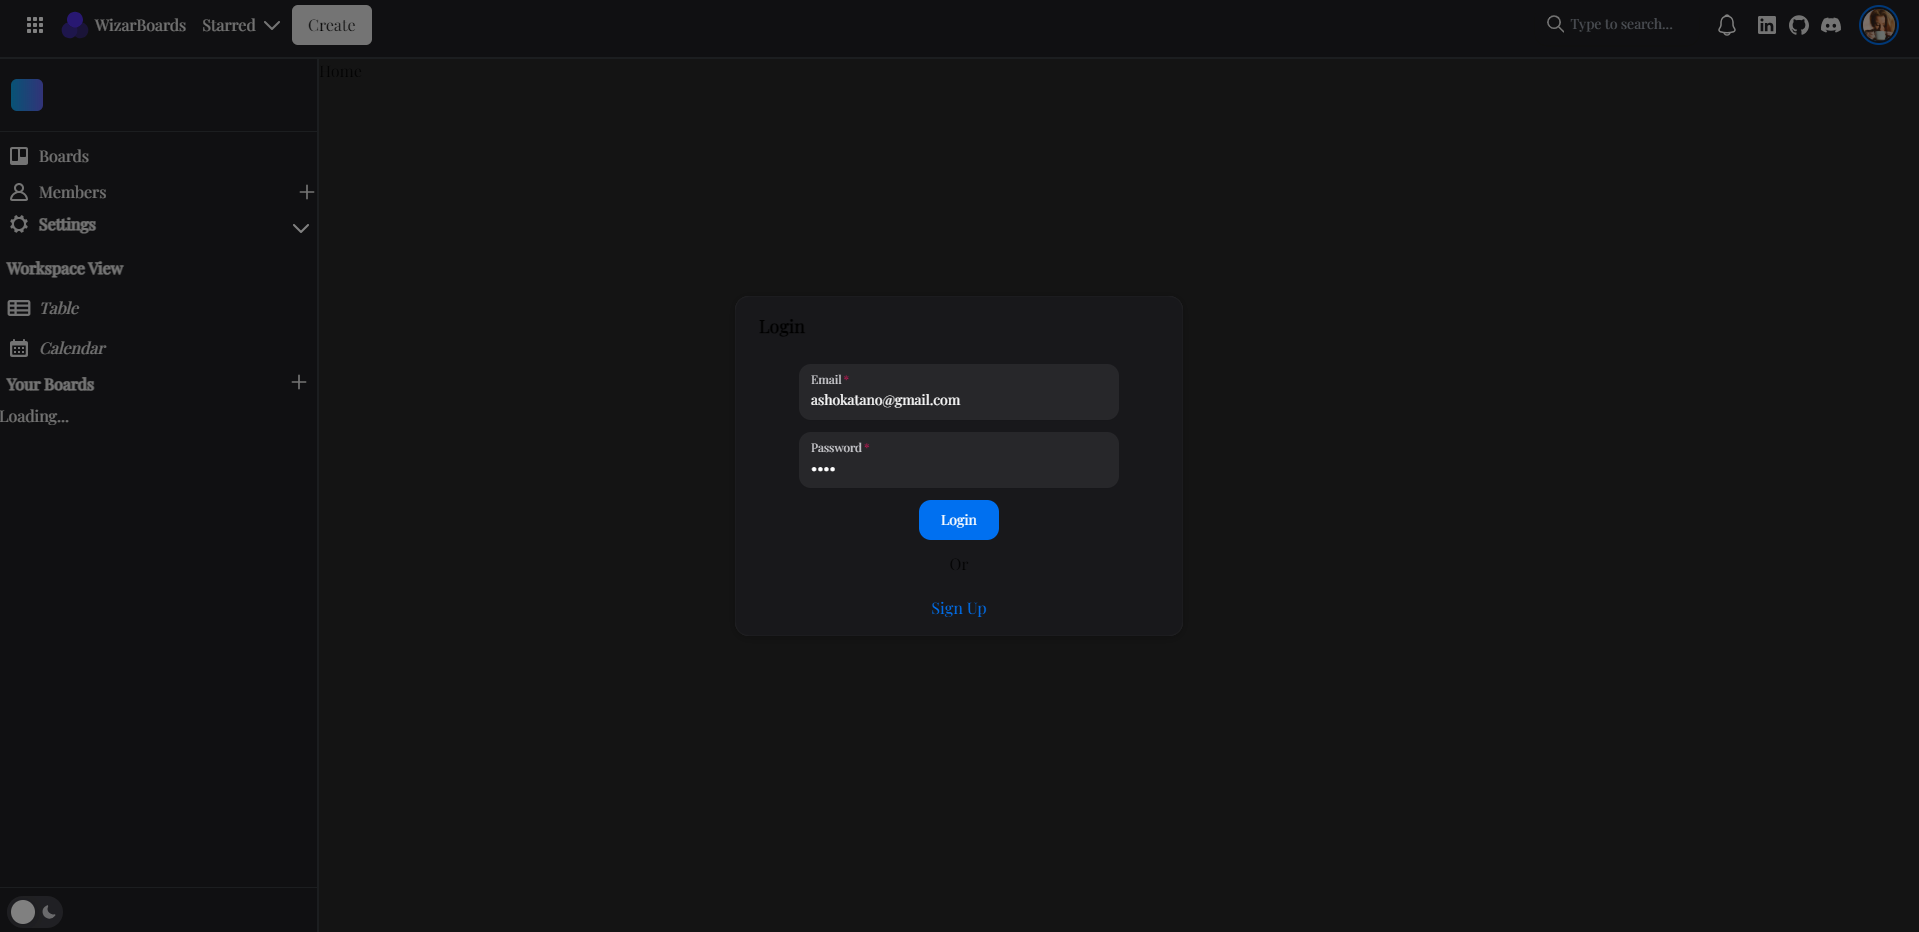 WizarBoards Starred Create Type to search...
Home
Boards
Members
Settings
Workspace View
Table
Calendar
Your Boards
Loading...
Login
Email *
ashokatano@gmail.com
Password *
••••
Login
Or
Sign Up